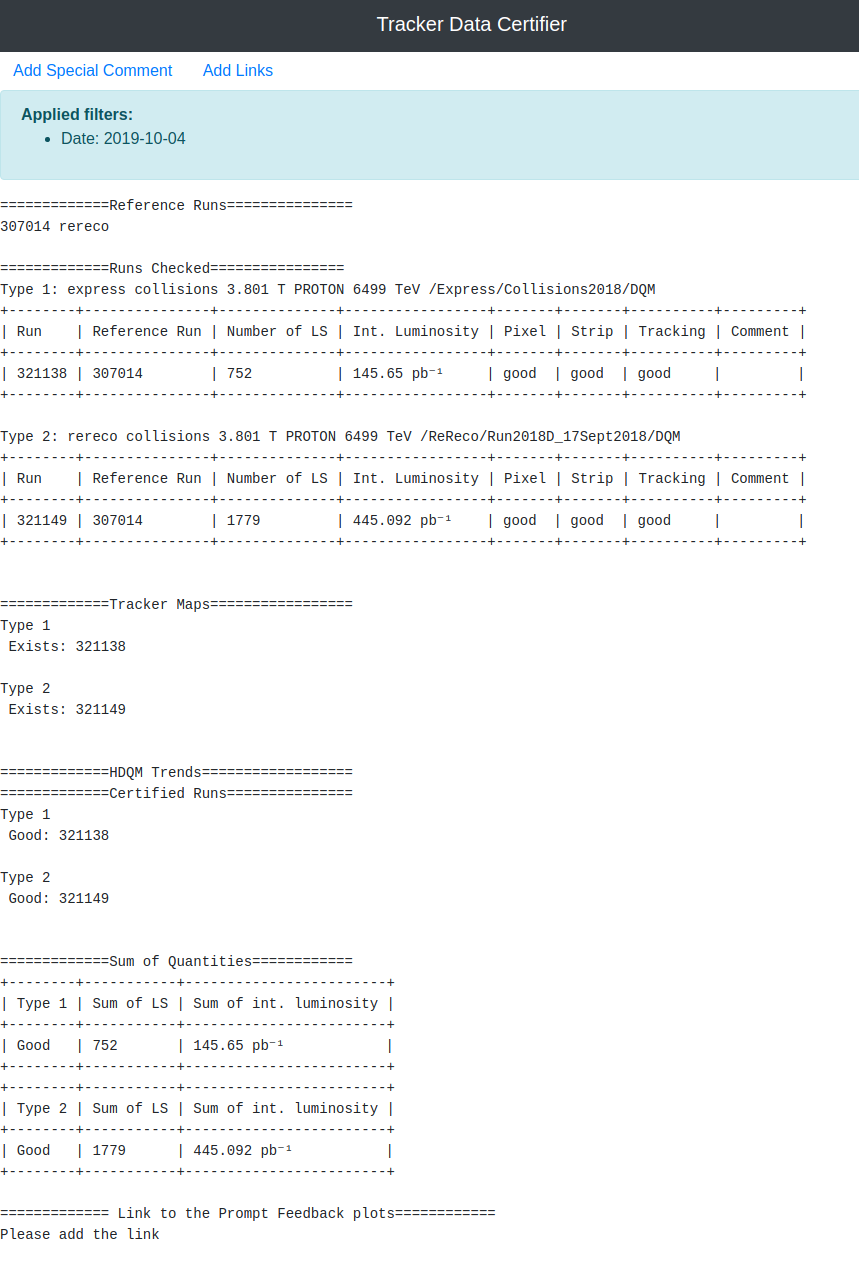 Tracker Data Certifier
Add Special Comment Add Links
Applied filters:
• Date: 2019-10-04
=============Reference Runs===============
307014 rereco
=============Runs Checked================
Type 1: express collisions 3.801 T PROTON 6499 TeV /Express/Collisions2018/DQM
+--------+---------------+--------------+-----------------+-------+-------+----------+---------+
| Run    | Reference Run | Number of LS | Int. Luminosity | Pixel | Strip | Tracking | Comment |
+--------+---------------+--------------+-----------------+-------+-------+----------+---------+
| 321138 | 307014        | 752          | 145.65 pb⁻¹     | good  | good  | good     |         |
+--------+---------------+--------------+-----------------+-------+-------+----------+---------+
Type 2: rereco collisions 3.801 T PROTON 6499 TeV /ReReco/Run2018D_17Sept2018/DQM
+--------+---------------+--------------+-----------------+-------+-------+----------+---------+
| Run    | Reference Run | Number of LS | Int. Luminosity | Pixel | Strip | Tracking | Comment |
+--------+---------------+--------------+-----------------+-------+-------+----------+---------+
| 321149 | 307014        | 1779         | 445.092 pb⁻¹    | good  | good  | good     |         |
+--------+---------------+--------------+-----------------+-------+-------+----------+---------+
=============Tracker Maps=================
Type 1
 Exists: 321138
Type 2
 Exists: 321149
=============HDQM Trends==================
=============Certified Runs===============
Type 1
 Good: 321138
Type 2
 Good: 321149
=============Sum of Quantities============
+--------+-----------+------------------------+
| Type 1 | Sum of LS | Sum of int. luminosity |
+--------+-----------+------------------------+
| Good   | 752       | 145.65 pb⁻¹            |
+--------+-----------+------------------------+
+--------+-----------+------------------------+
| Type 2 | Sum of LS | Sum of int. luminosity |
+--------+-----------+------------------------+
| Good   | 1779      | 445.092 pb⁻¹           |
+--------+-----------+------------------------+
============= Link to the Prompt Feedback plots============
Please add the link